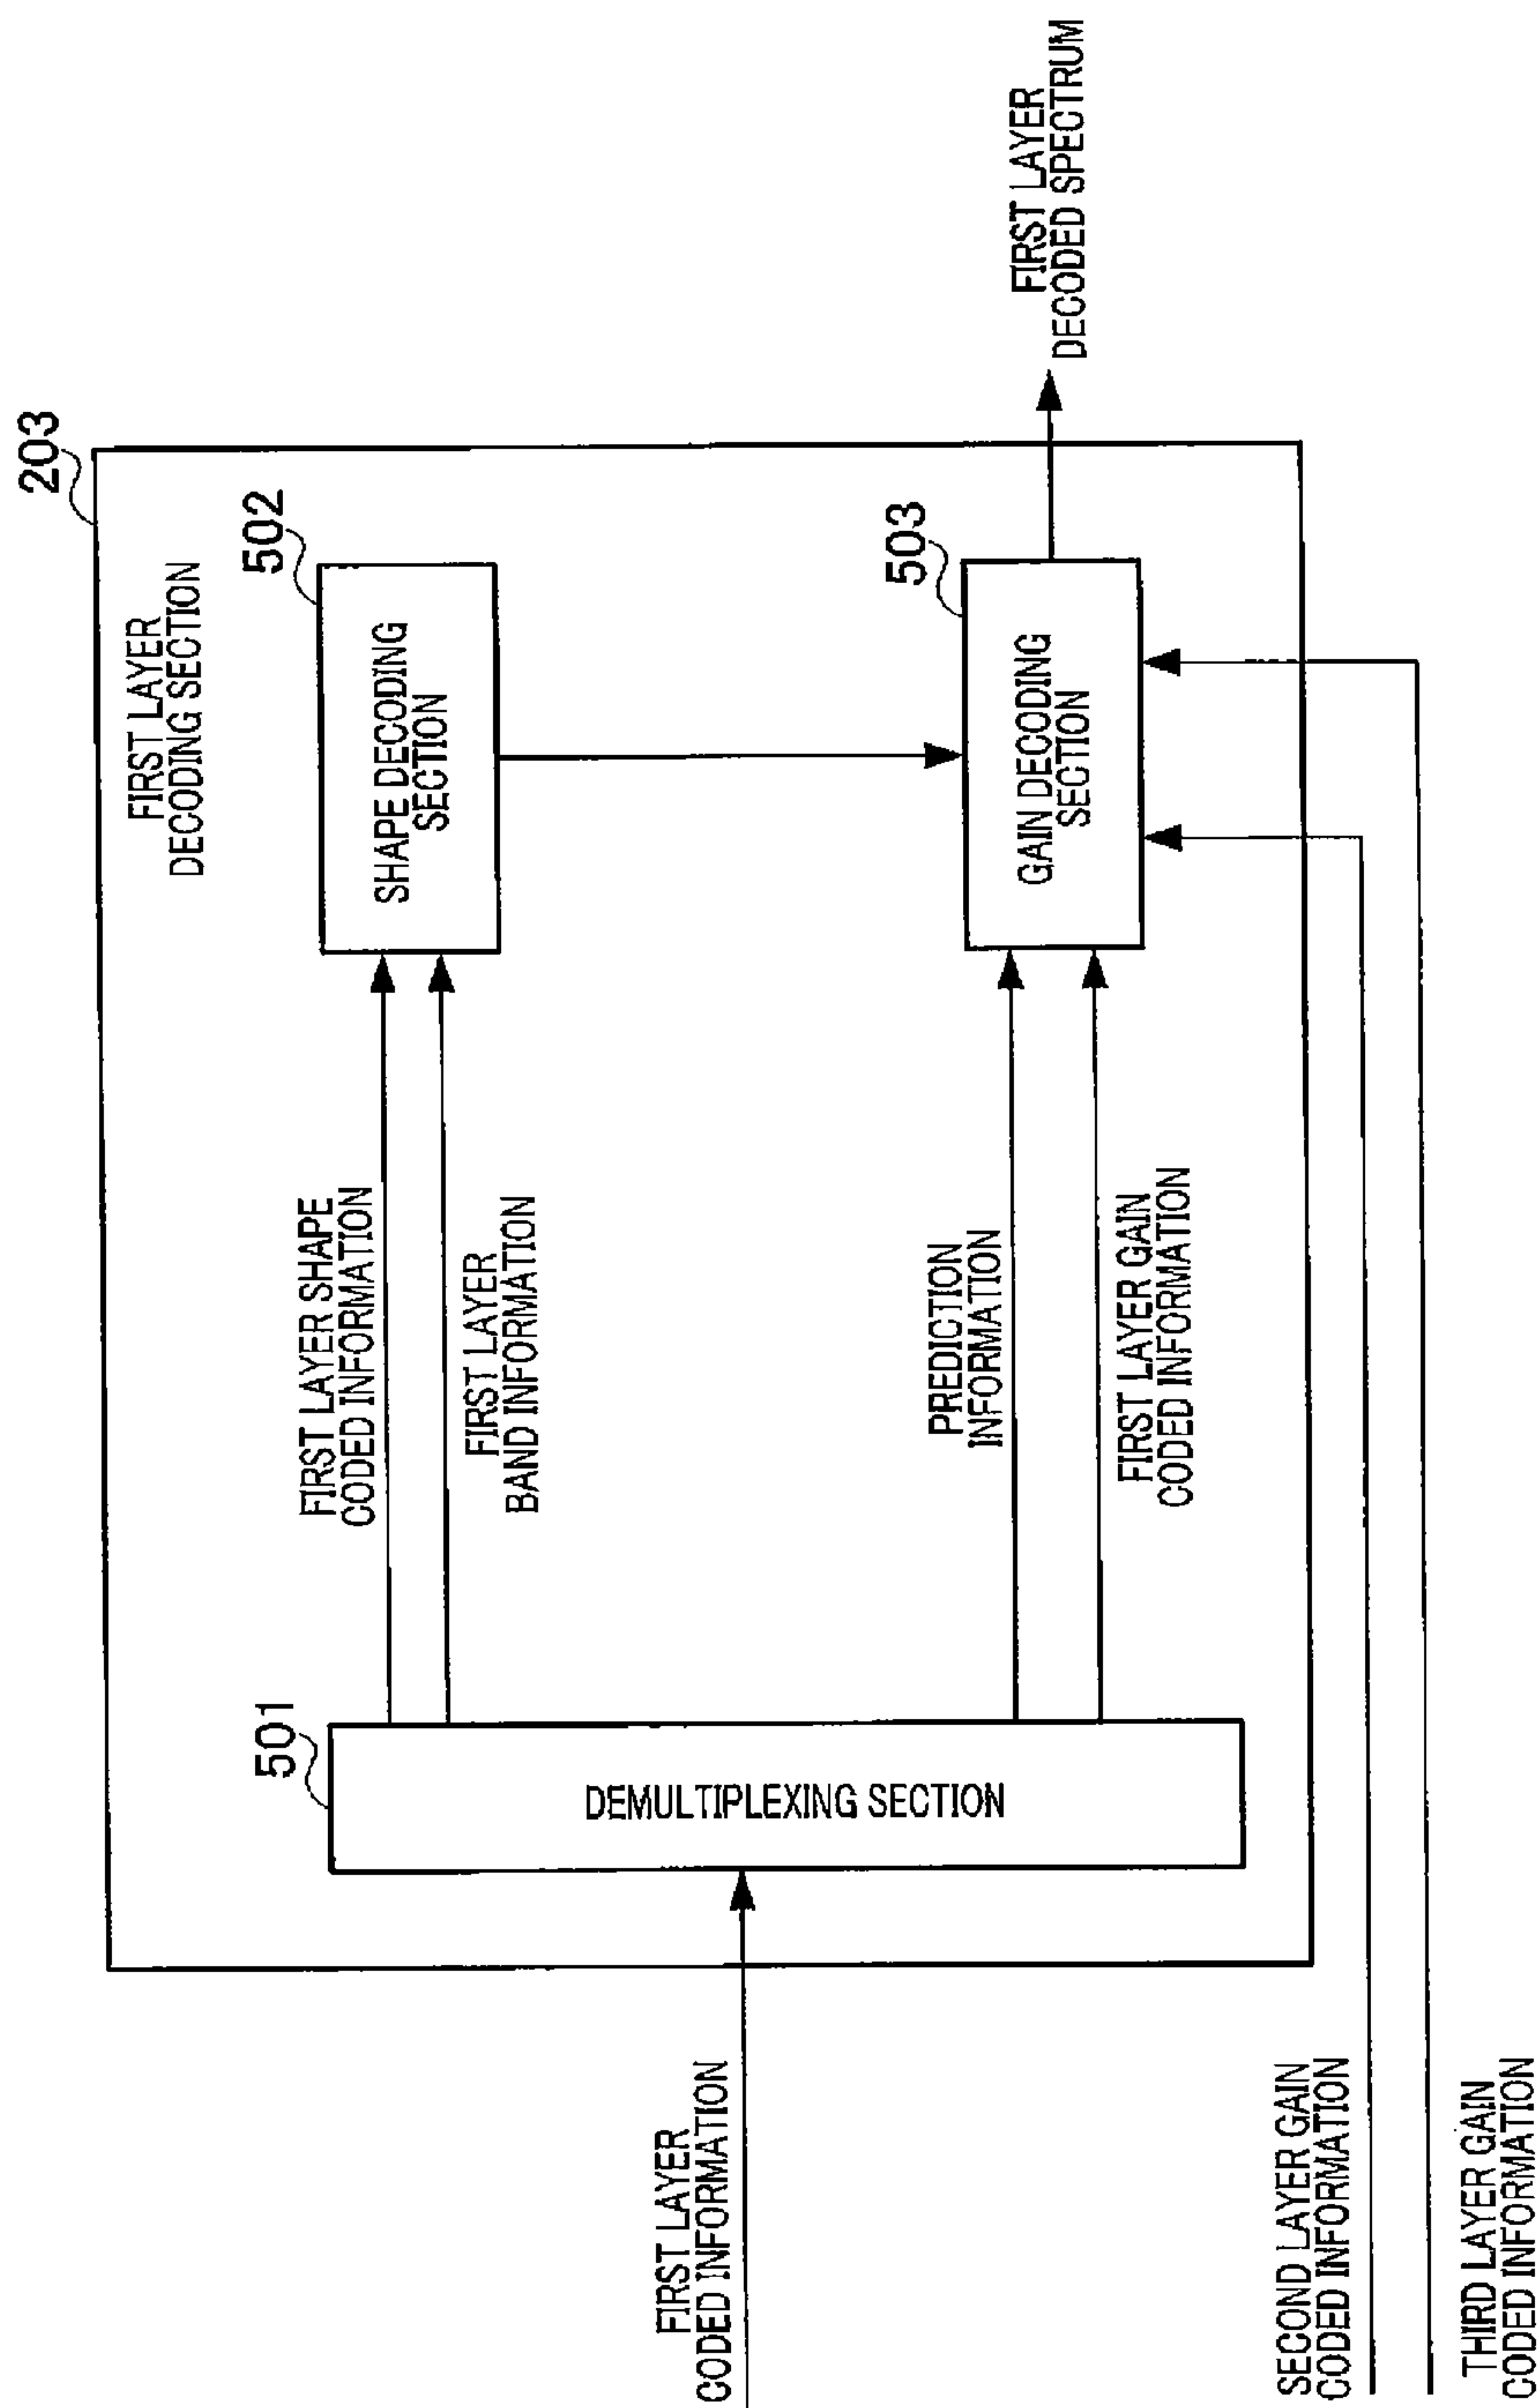 203
FIRST LAYER
DECODING SECTION
501
502
FIRST LAYER SHAPE
CODED INFORMATION
SHAPE DECODING
SECTION
FIRST LAYER
BAND INFORMATION
FIRST LAYER
CODED INFORMATION
DEMULTIPLEXING SECTION
503
PREDICTION
INFORMATION
GAIN DECODING
SECTION
FIRST LAYER
DECODED SPECTRUM
FIRST LAYER GAIN
CODED INFORMATION
SECOND LAYER GAIN
CODED INFORMATION
THIRD LAYER GAIN
CODED INFORMATION